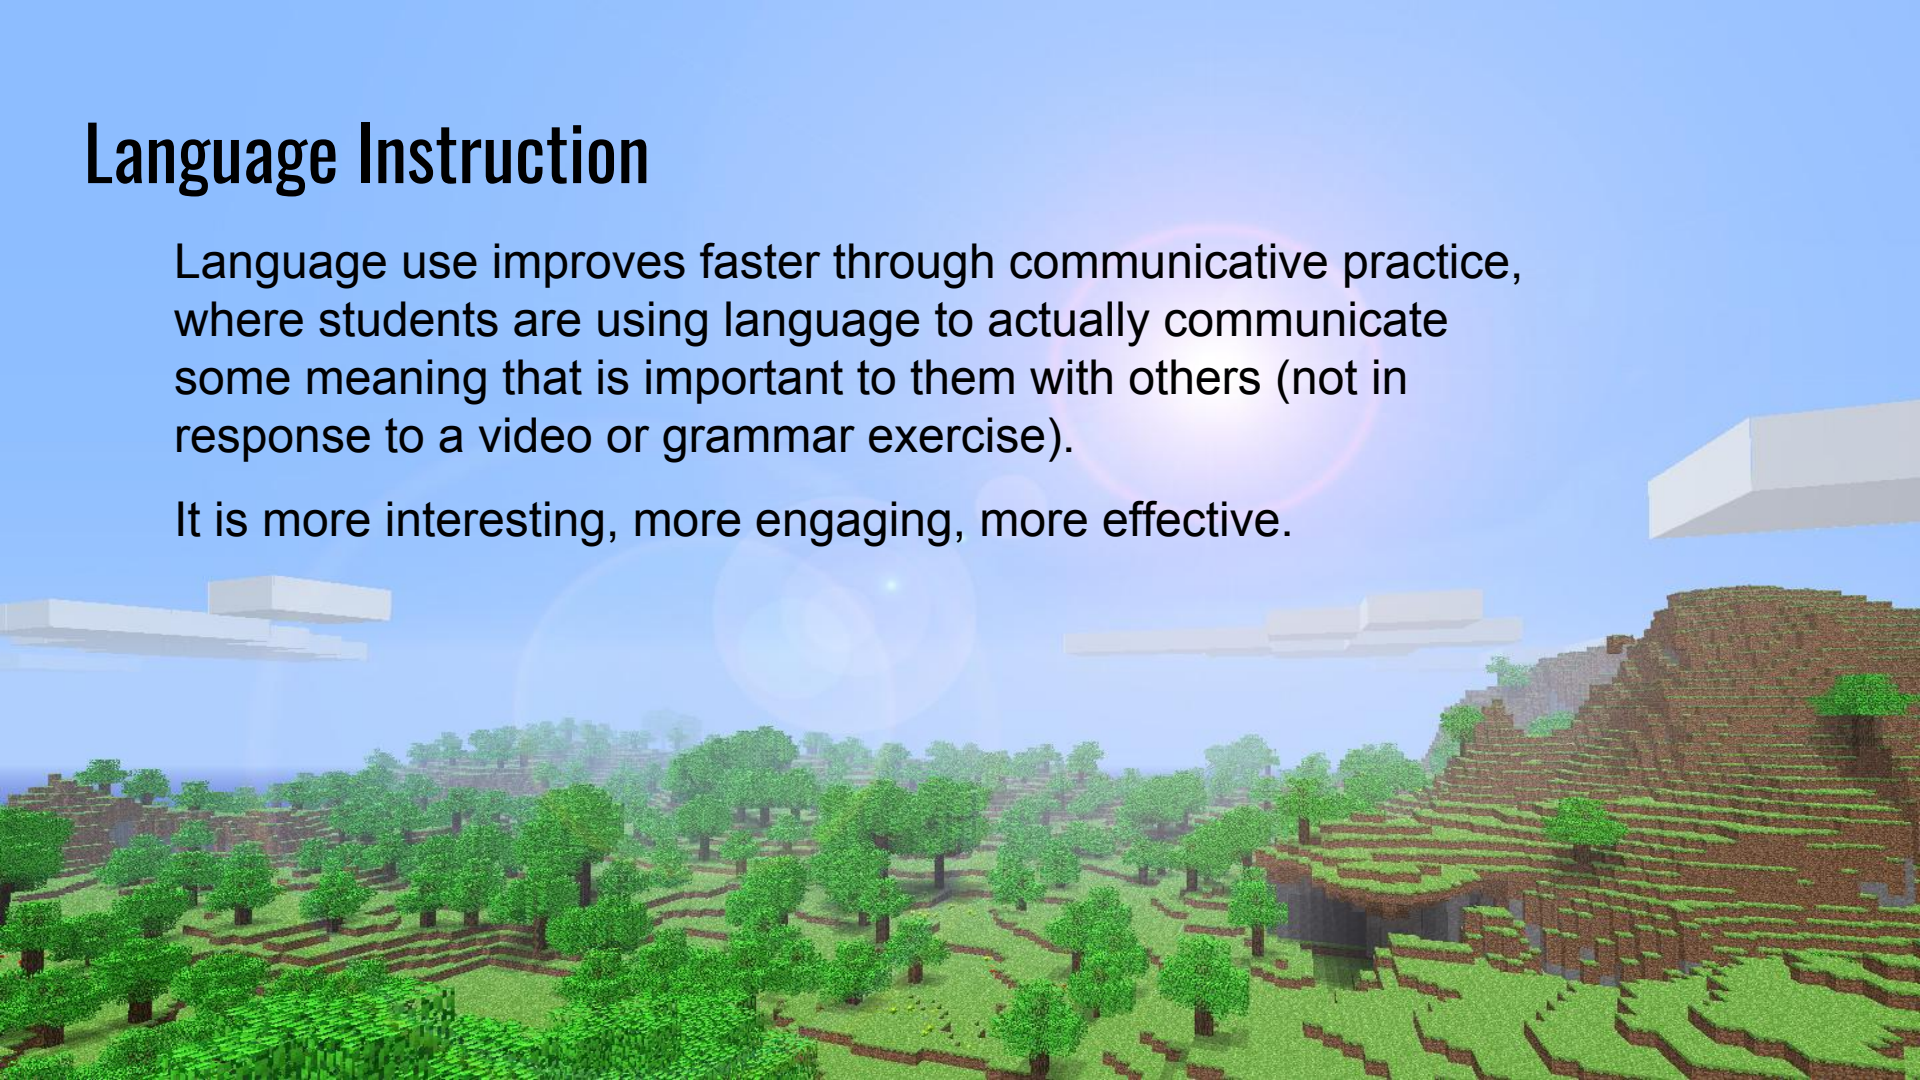 Language Instruction
Language use improves faster through communicative practice,
where students are using language to actually communicate
some meaning that is important to them with others (not in
response to a video or grammar exercise).
It is more interesting, more engaging, more effective.